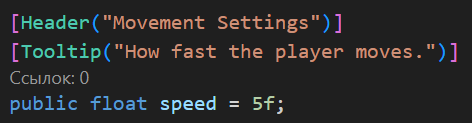 [Header("Movement Settings")]
[Tooltip("How fast the player moves.")]
Ссылок: 0
public float speed = 5f;